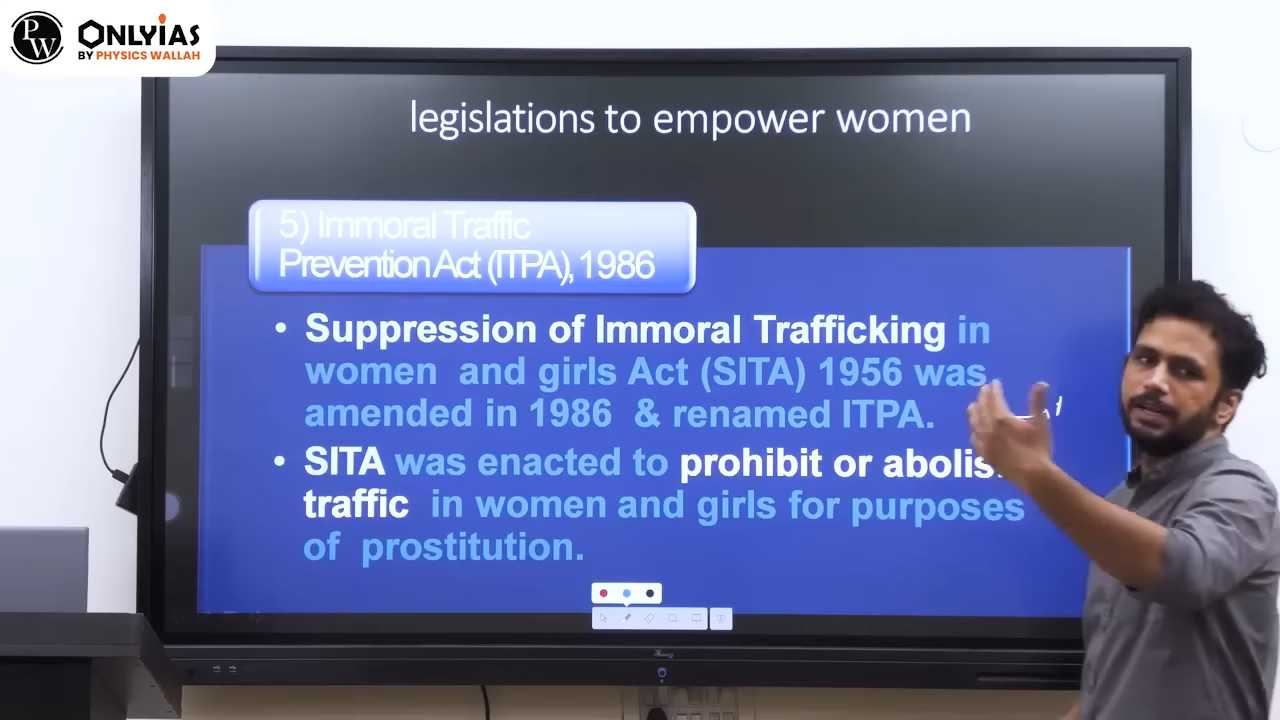 PW
ONLYIAS
BY PHYSICS WALLAH
legislations to empower women
5) Immoral Traffic
Prevention Act (ITPA), 1986
• Suppression of Immoral Trafficking in
women and girls Act (SITA) 1956 was
amended in 1986 & renamed ITPA.
• SITA was enacted to prohibit or
traffic in women and girls for purposes
of prostitution.